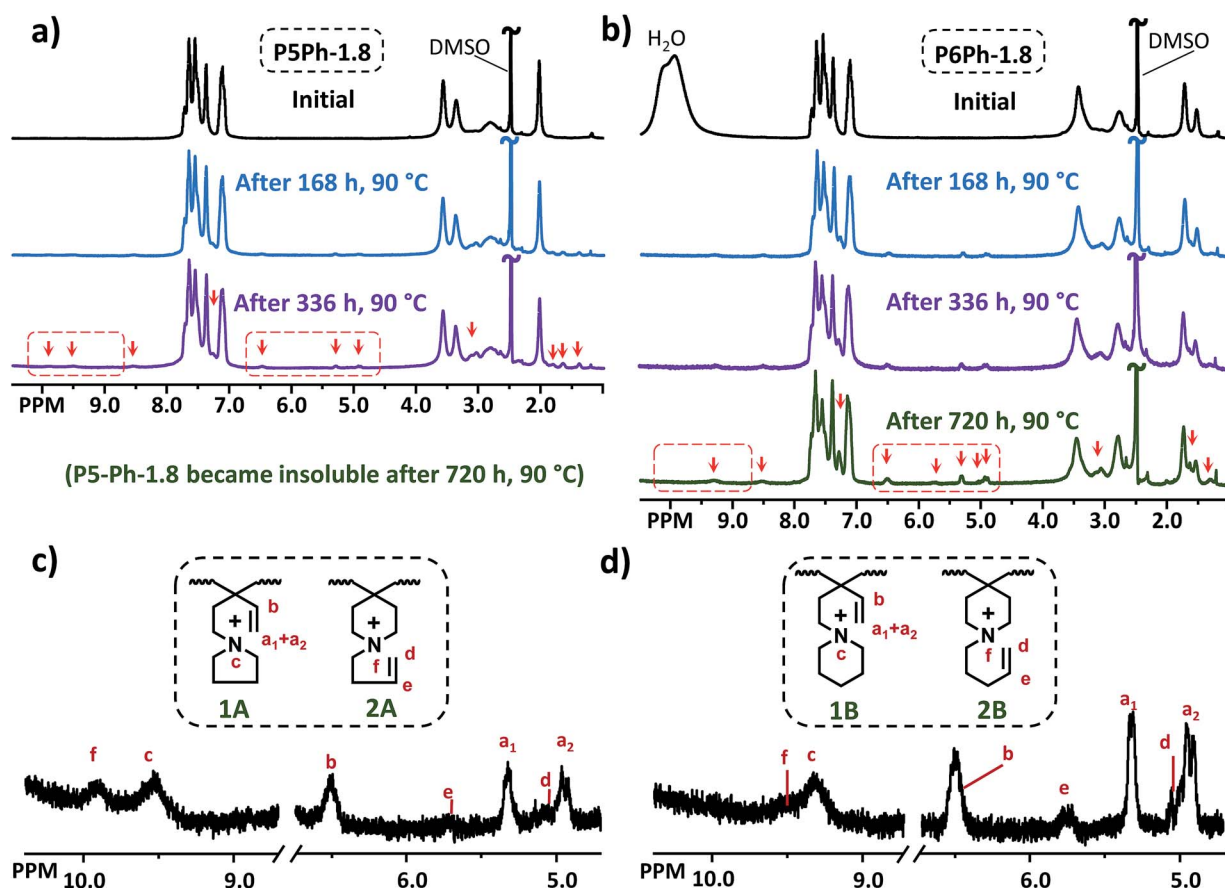 a)
P5Ph-1.8
DMSO
Initial
After 168 h, 90 °C
After 336 h, 90 °C
PPM 9.0 8.0 7.0 6.0 5.0 4.0 3.0 2.0
(P5-Ph-1.8 became insoluble after 720 h, 90 °C)
b)
H₂O
P6Ph-1.8
DMSO
Initial
After 168 h, 90 °C
After 336 h, 90 °C
After 720 h, 90 °C
PPM 9.0 8.0 7.0 6.0 5.0 4.0 3.0 2.0
c)
b
+
a₁+a₂
N
c
1A
+
N
d
f
e
2A
f c b e a₁ d a₂
PPM 10.0 9.0 6.0 5.0
d)
b
+
a₁+a₂
N
c
1B
+
N
d
f
e
2B
f c b e a₁ d a₂
PPM 10.0 9.0 6.0 5.0